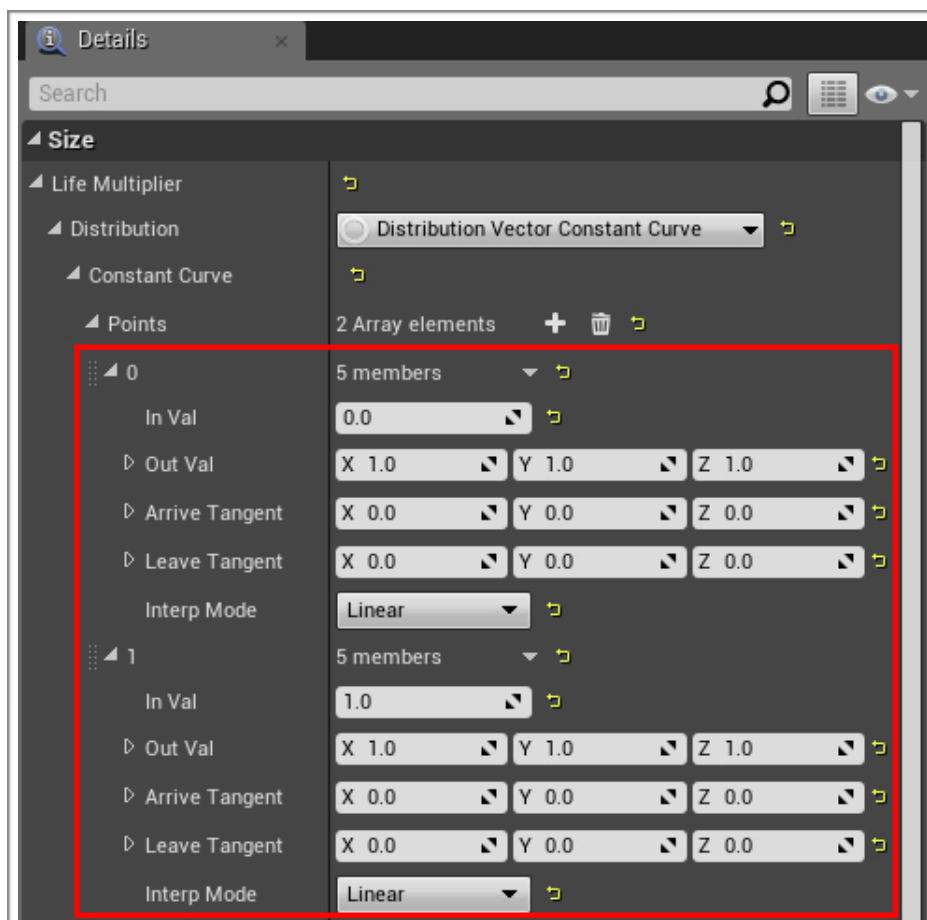 Details
Search
Size
Life Multiplier
Distribution Distribution Vector Constant Curve
Constant Curve
Points 2 Array elements
0 5 members
In Val 0.0
Out Val X 1.0 Y 1.0 Z 1.0
Arrive Tangent X 0.0 Y 0.0 Z 0.0
Leave Tangent X 0.0 Y 0.0 Z 0.0
Interp Mode Linear
1 5 members
In Val 1.0
Out Val X 1.0 Y 1.0 Z 1.0
Arrive Tangent X 0.0 Y 0.0 Z 0.0
Leave Tangent X 0.0 Y 0.0 Z 0.0
Interp Mode Linear